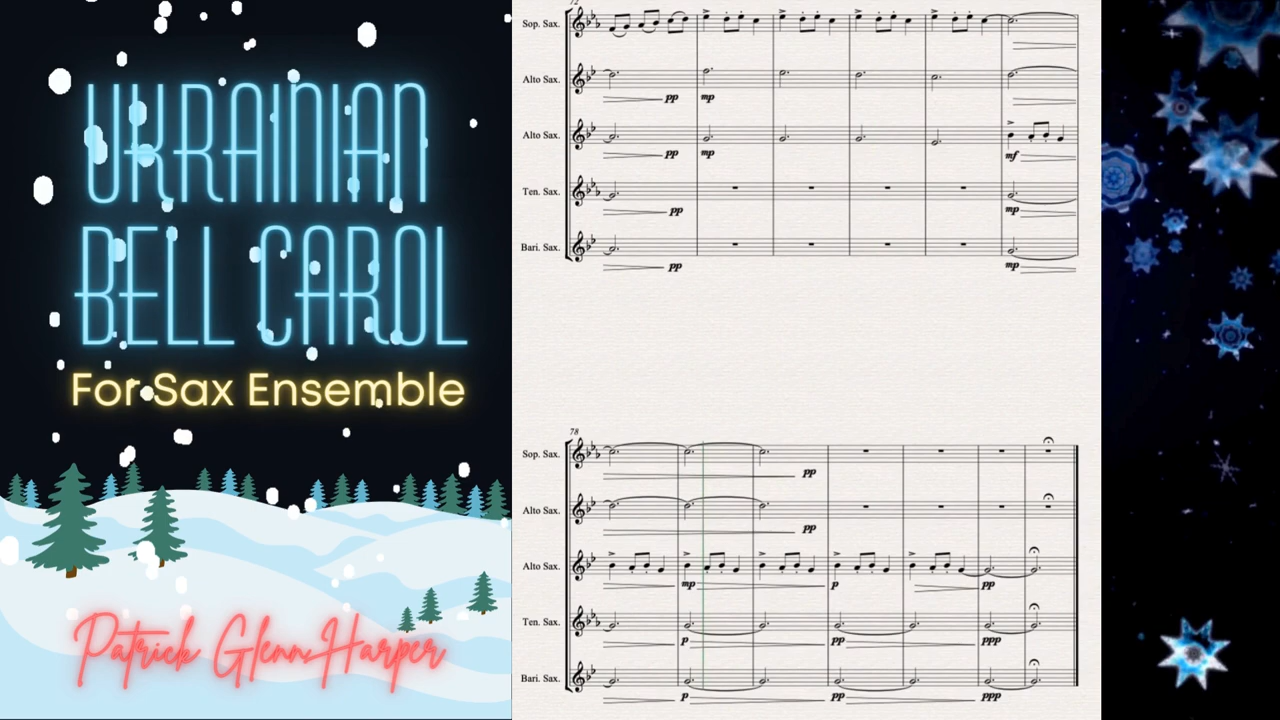 UKRAINIAN
BELL CAROL
For Sax Ensemble
Patrick Glenn Harper
72
Sop. Sax.
Alto Sax.
pp mp
Alto Sax.
pp mp mf
Ten. Sax.
pp mp
Bari. Sax.
pp mp
78
Sop. Sax.
pp
Alto Sax.
pp
Alto Sax.
mp p pp
Ten. Sax.
p pp ppp
Bari. Sax.
p pp ppp